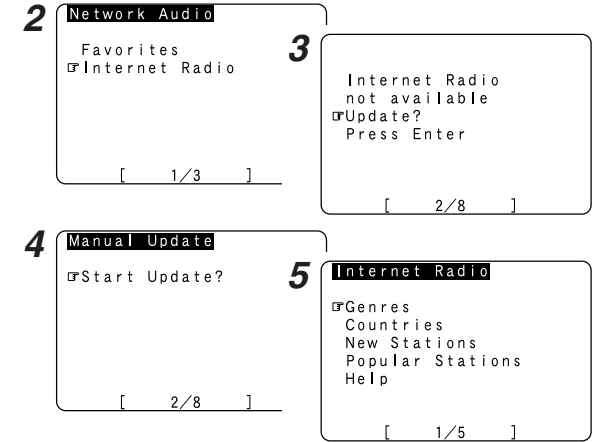 2
Network Audio
Favorites
☞Internet Radio
[ 1/3 ]
3
Internet Radio
not available
☞Update?
Press Enter
[ 2/8 ]
4
Manual Update
☞Start Update?
[ 2/8 ]
5
Internet Radio
☞Genres
Countries
New Stations
Popular Stations
Help
[ 1/5 ]